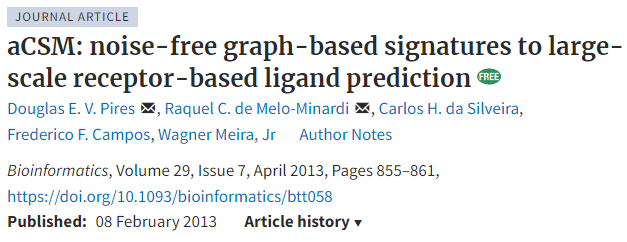 JOURNAL ARTICLE
aCSM: noise-free graph-based signatures to large-
scale receptor-based ligand prediction FREE
Douglas E. V. Pires, Raquel C. de Melo-Minardi, Carlos H. da Silveira,
Frederico F. Campos, Wagner Meira, Jr Author Notes
Bioinformatics, Volume 29, Issue 7, April 2013, Pages 855–861,
https://doi.org/10.1093/bioinformatics/btt058
Published: 08 February 2013 Article history